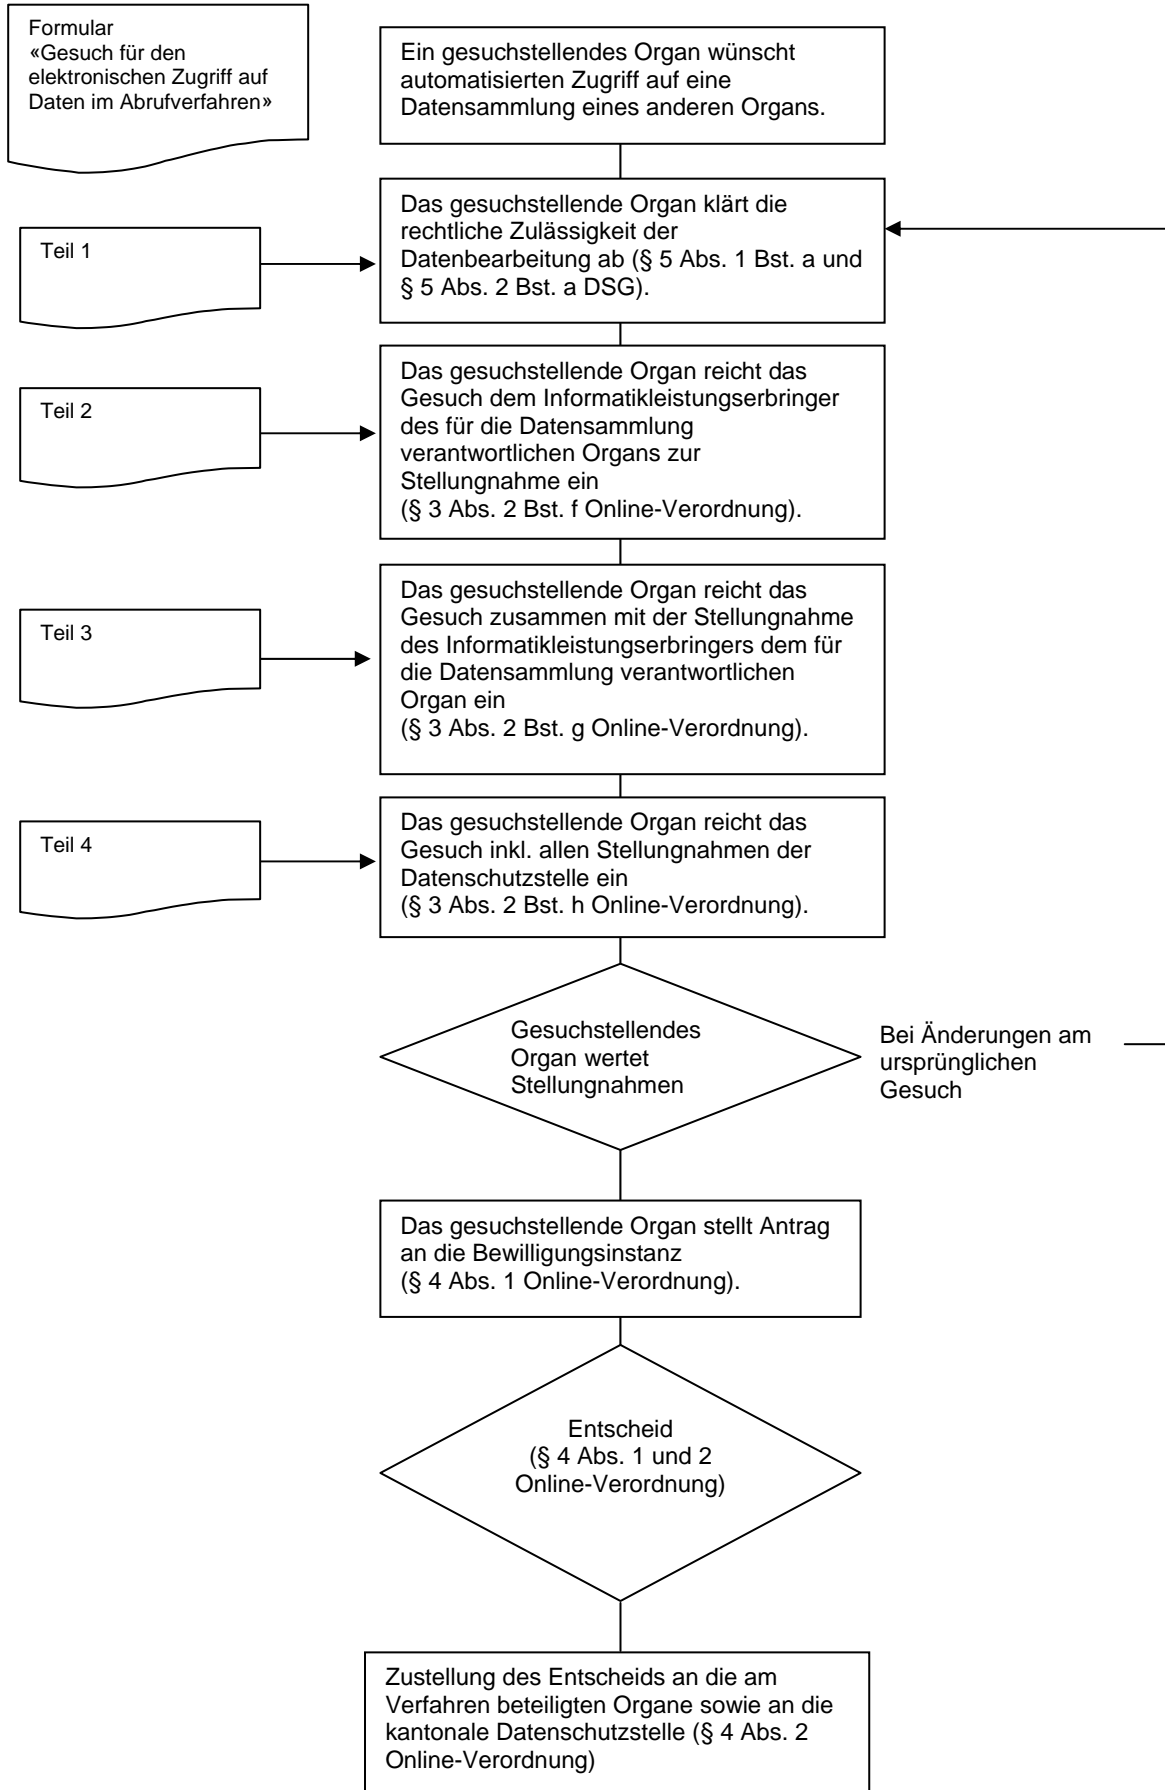 Formular
«Gesuch für den
elektronischen Zugriff auf
Daten im Abrufverfahren»
Ein gesuchstellendes Organ wünscht
automatisierten Zugriff auf eine
Datensammlung eines anderen Organs.
Teil 1
Das gesuchstellende Organ klärt die
rechtliche Zulässigkeit der
Datenbearbeitung ab (§ 5 Abs. 1 Bst. a und
§ 5 Abs. 2 Bst. a DSG).
Teil 2
Das gesuchstellende Organ reicht das
Gesuch dem Informatikleistungserbringer
des für die Datensammlung
verantwortlichen Organs zur
Stellungnahme ein
(§ 3 Abs. 2 Bst. f Online-Verordnung).
Teil 3
Das gesuchstellende Organ reicht das
Gesuch zusammen mit der Stellungnahme
des Informatikleistungserbringers dem für
die Datensammlung verantwortlichen
Organ ein
(§ 3 Abs. 2 Bst. g Online-Verordnung).
Teil 4
Das gesuchstellende Organ reicht das
Gesuch inkl. allen Stellungnahmen der
Datenschutzstelle ein
(§ 3 Abs. 2 Bst. h Online-Verordnung).
Gesuchstellendes
Organ wertet
Stellungnahmen
Bei Änderungen am
ursprünglichen
Gesuch
Das gesuchstellende Organ stellt Antrag
an die Bewilligungsinstanz
(§ 4 Abs. 1 Online-Verordnung).
Entscheid
(§ 4 Abs. 1 und 2
Online-Verordnung)
Zustellung des Entscheids an die am
Verfahren beteiligten Organe sowie an die
kantonale Datenschutzstelle (§ 4 Abs. 2
Online-Verordnung)